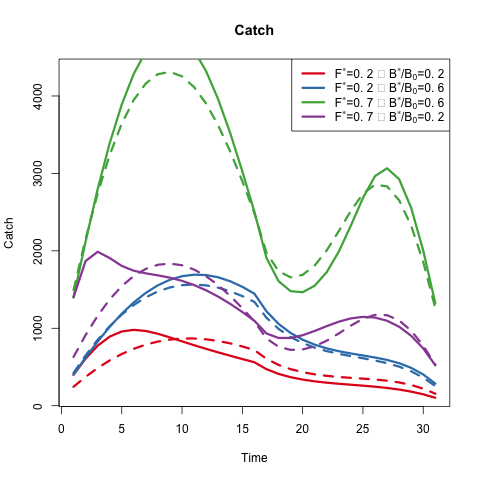 Catch
F*=0. 2 □ B*/B₀=0. 2
F*=0. 2 □ B*/B₀=0. 6
F*=0. 7 □ B*/B₀=0. 6
F*=0. 7 □ B*/B₀=0. 2
4000
3000
2000
1000
0
Catch
0 5 10 15 20 25 30
Time